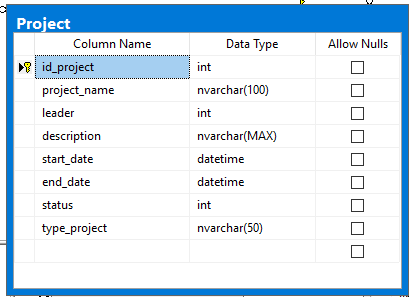 Project
Column Name Data Type Allow Nulls
id_project int
project_name nvarchar(100)
leader int
description nvarchar(MAX)
start_date datetime
end_date datetime
status int
type_project nvarchar(50)